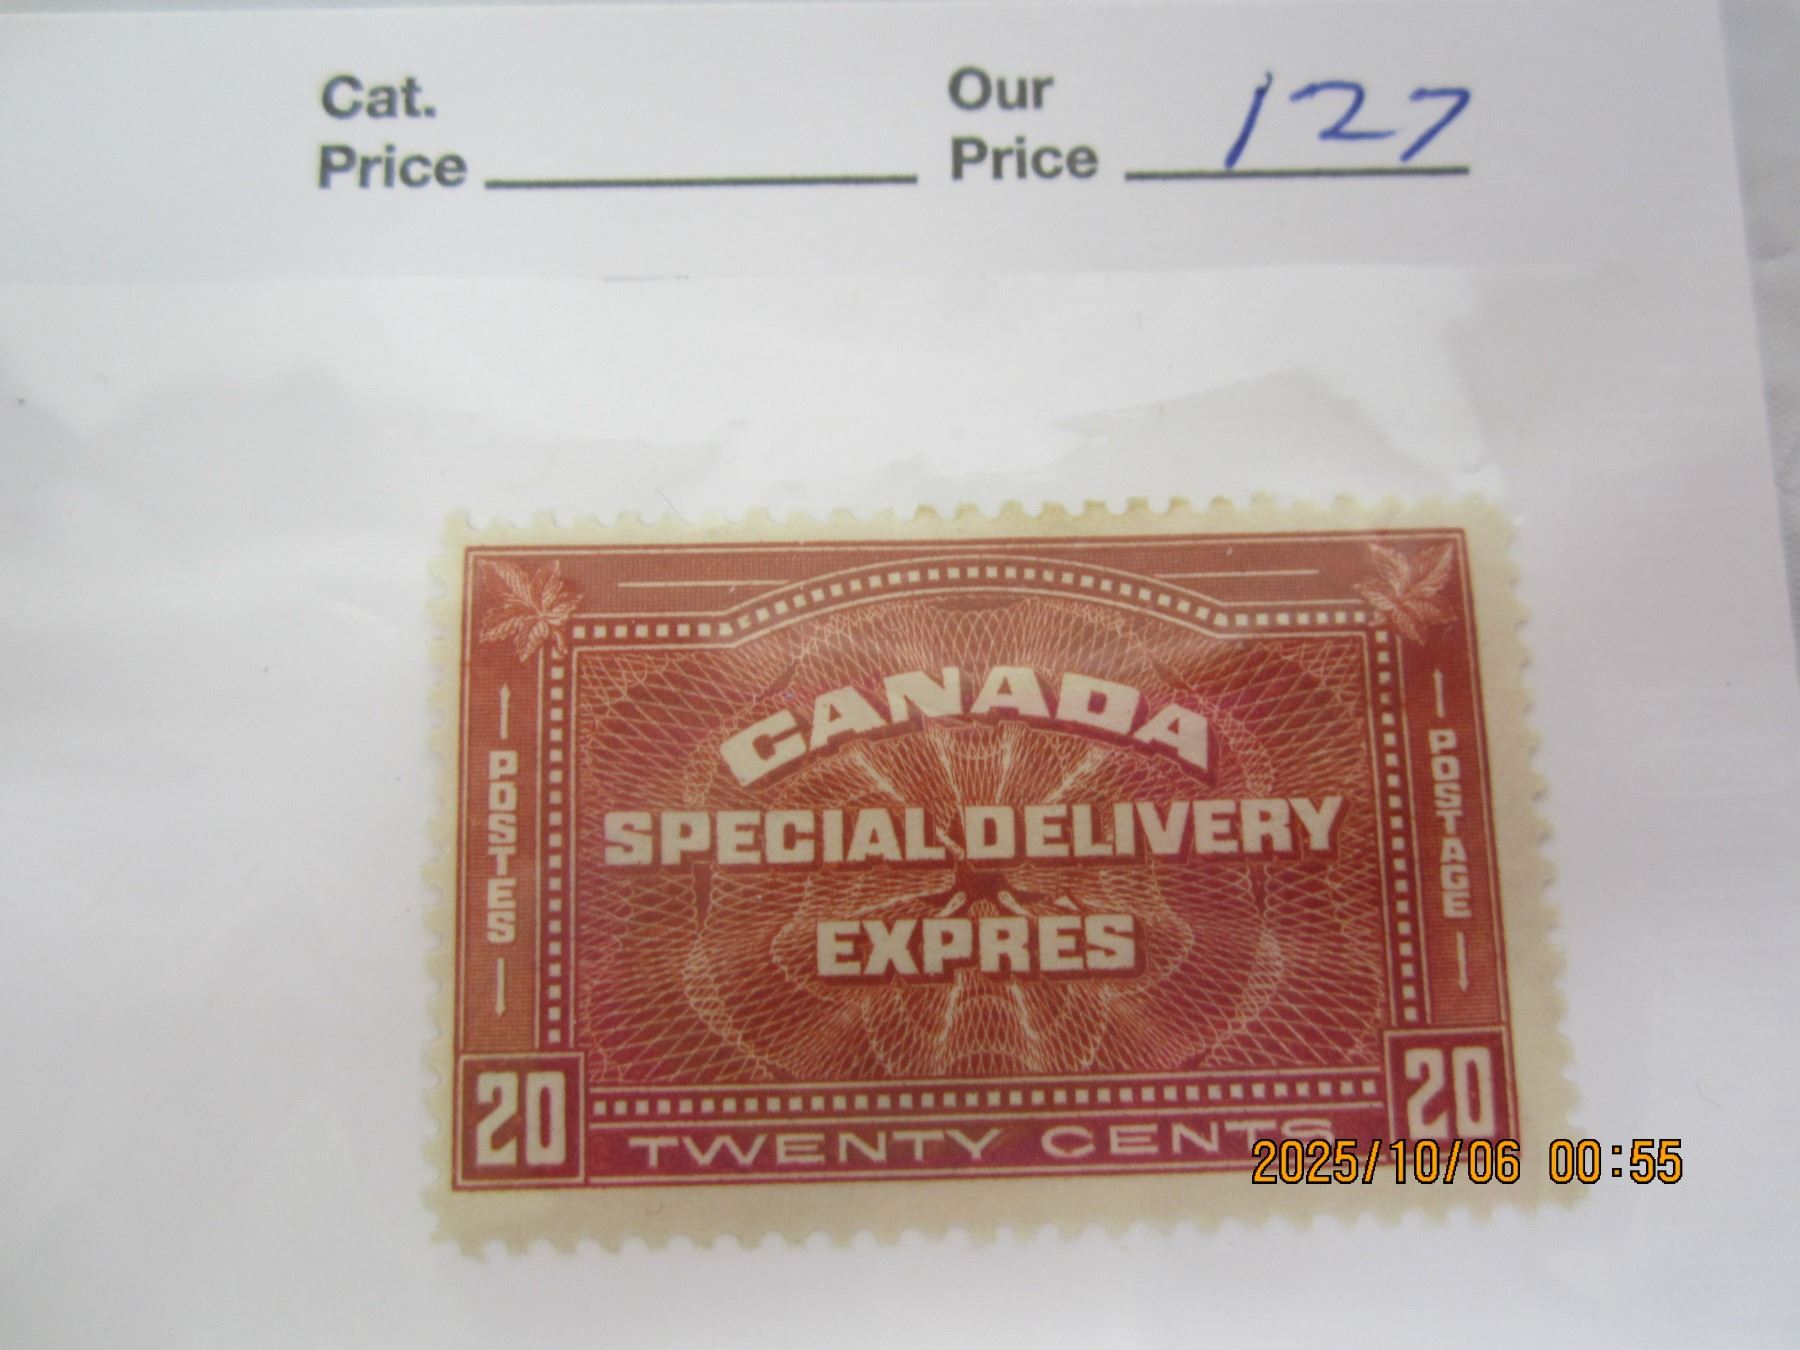 Cat.
Price
Our
Price 127
CANADA
SPECIAL DELIVERY
EXPRÈS
POSTES
POSTAGE
20
TWENTY CENTS
20
2025/10/06 00:55